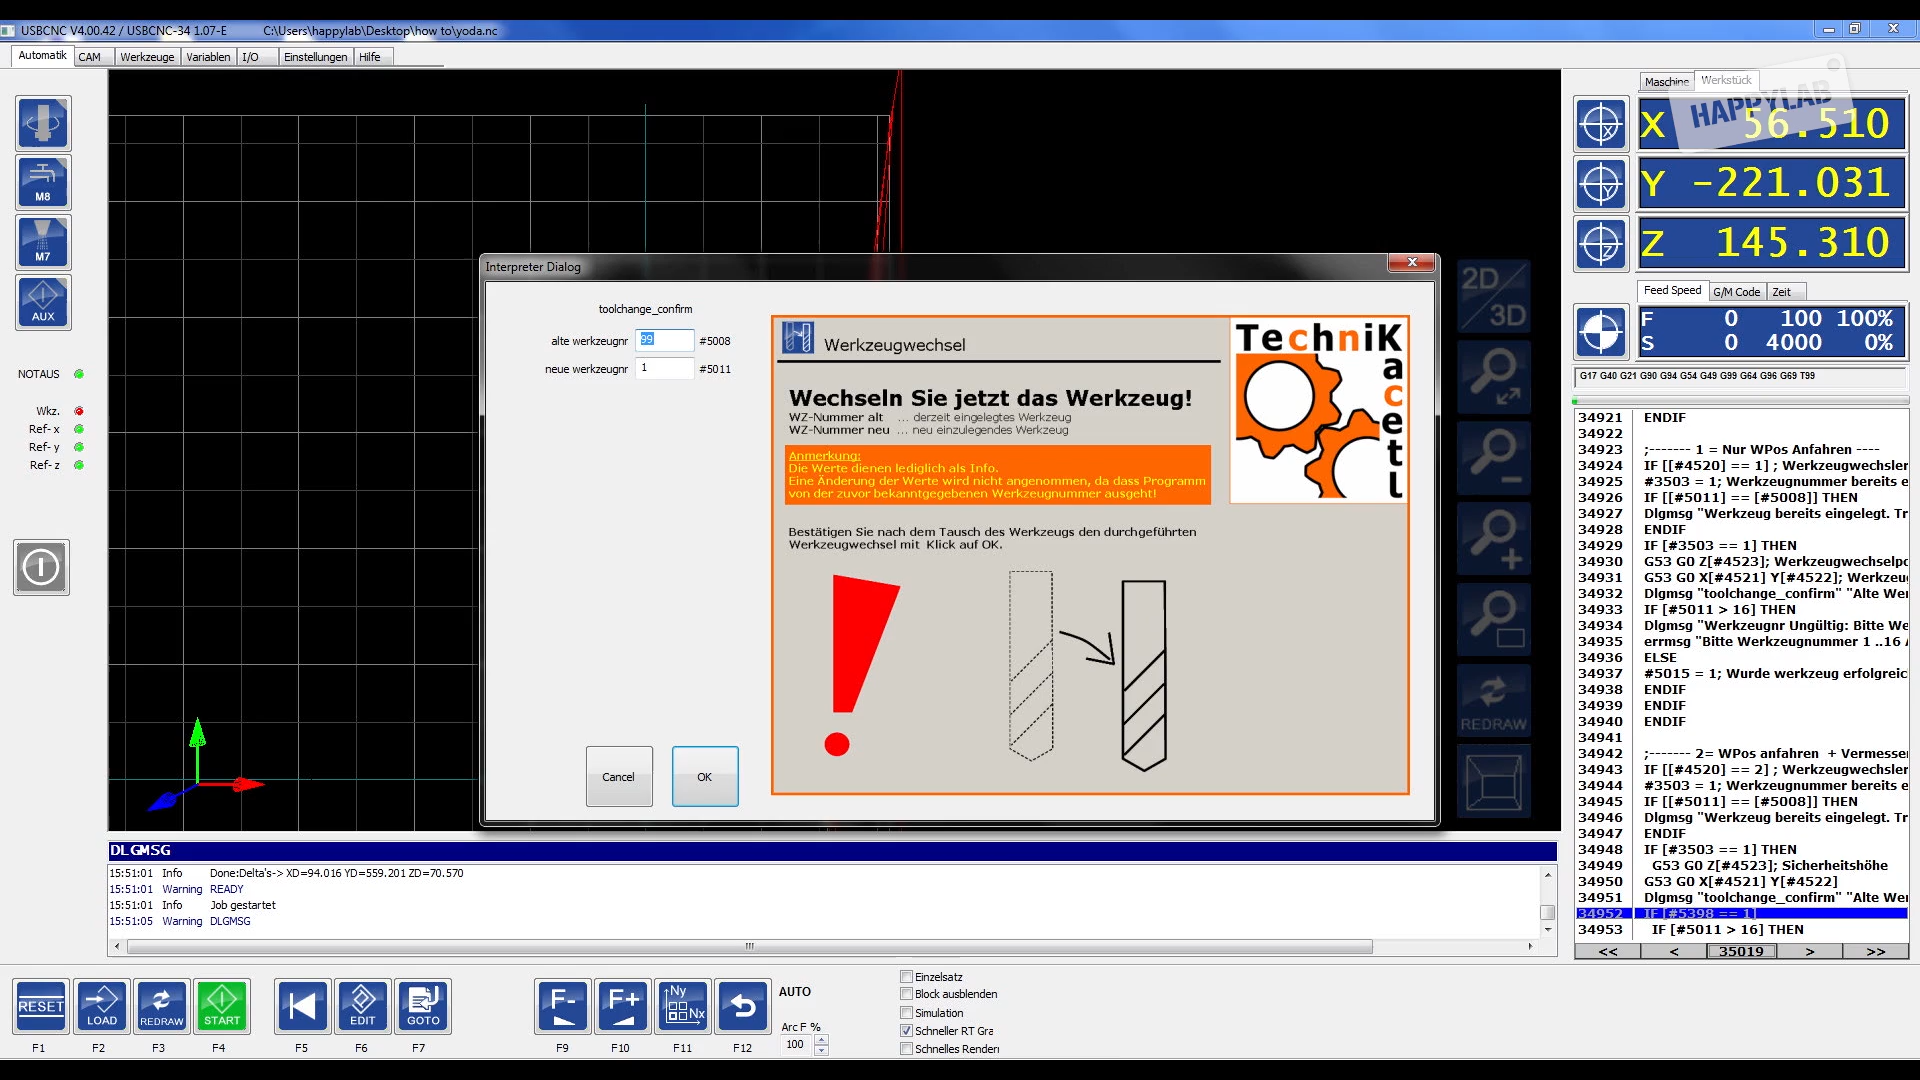 USBCNC V4.00.42 / USBCNC-34 1.07-E C:\Users\happylab\Desktop\how to\yoda.nc
Automatik CAM Werkzeuge Variablen I/O Einstellungen Hilfe
Maschine Werkstück
HAPPYLAB
X 56.510
Y -221.031
Z 145.310
M8
M7
AUX
NOTAUS
Wkz.
Ref-x
Ref-y
Ref-z
Interpreter Dialog
toolchange_confirm
alte werkzeugnr 99 #5008
neue werkzeugnr 1 #5011
Cancel OK
Werkzeugwechsel
TechniKacetl
Wechseln Sie jetzt das Werkzeug!
WZ-Nummer alt ... derzeit eingelegtes Werkzeug
WZ-Nummer neu ... neu einzulegendes Werkzeug
Anmerkung:
Die Werte dienen lediglich als Info.
Eine Änderung der Werte wird nicht angenommen, da dass Programm
von der zuvor bekanntgegebenen Werkzeugnummer ausgeht!
Bestätigen Sie nach dem Tausch des Werkzeugs den durchgeführten
Werkzeugwechsel mit Klick auf OK.
2D/3D
REDRAW
Feed Speed G/M Code Zeit
F 0 100 100%
S 0 4000 0%
G17 G40 G21 G90 G94 G54 G49 G99 G64 G96 G69 T99
34921 ENDIF
34922
34923 ;------- 1 = Nur WPos Anfahren ----
34924 IF [[#4520] == 1] ; Werkzeugwechsler
34925 #3503 = 1; Werkzeugnummer bereits e
34926 IF [[#5011] == [#5008]] THEN
34927 Dlgmsg "Werkzeug bereits eingelegt. Tr
34928 ENDIF
34929 IF [#3503 == 1] THEN
34930 G53 G0 Z[#4523]; Werkzeugwechselpo
34931 G53 G0 X[#4521] Y[#4522]; Werkzeug
34932 Dlgmsg "toolchange_confirm" "Alte Wer
34933 IF [#5011 > 16] THEN
34934 Dlgmsg "Werkzeugnr Ungültig: Bitte We
34935 errmsg "Bitte Werkzeugnummer 1 ..16 A
34936 ELSE
34937 #5015 = 1; Wurde werkzeug erfolgreic
34938 ENDIF
34939 ENDIF
34940 ENDIF
34941
34942 ;------- 2= WPos anfahren + Vermesser
34943 IF [[#4520] == 2] ; Werkzeugwechsler
34944 #3503 = 1; Werkzeugnummer bereits e
34945 IF [[#5011] == [#5008]] THEN
34946 Dlgmsg "Werkzeug bereits eingelegt. Tr
34947 ENDIF
34948 IF [#3503 == 1] THEN
34949 G53 G0 Z[#4523]; Sicherheitshöhe
34950 G53 G0 X[#4521] Y[#4522]
34951 Dlgmsg "toolchange_confirm" "Alte Wer
34952 IF [#5398 == 1]
34953 IF [#5011 > 16] THEN
<< < 35019 > >>
DLGMSG
15:51:01 Info Done:Delta's-> XD=94.016 YD=559.201 ZD=70.570
15:51:01 Warning READY
15:51:01 Info Job gestartet
15:51:05 Warning DLGMSG
RESET LOAD REDRAW START EDIT GOTO F- F+ Ny Nx
F1 F2 F3 F4 F5 F6 F7 F9 F10 F11 F12
AUTO
Arc F %
100
Einzelsatz
Block ausblenden
Simulation
Schneller RT Gra
Schnelles Render